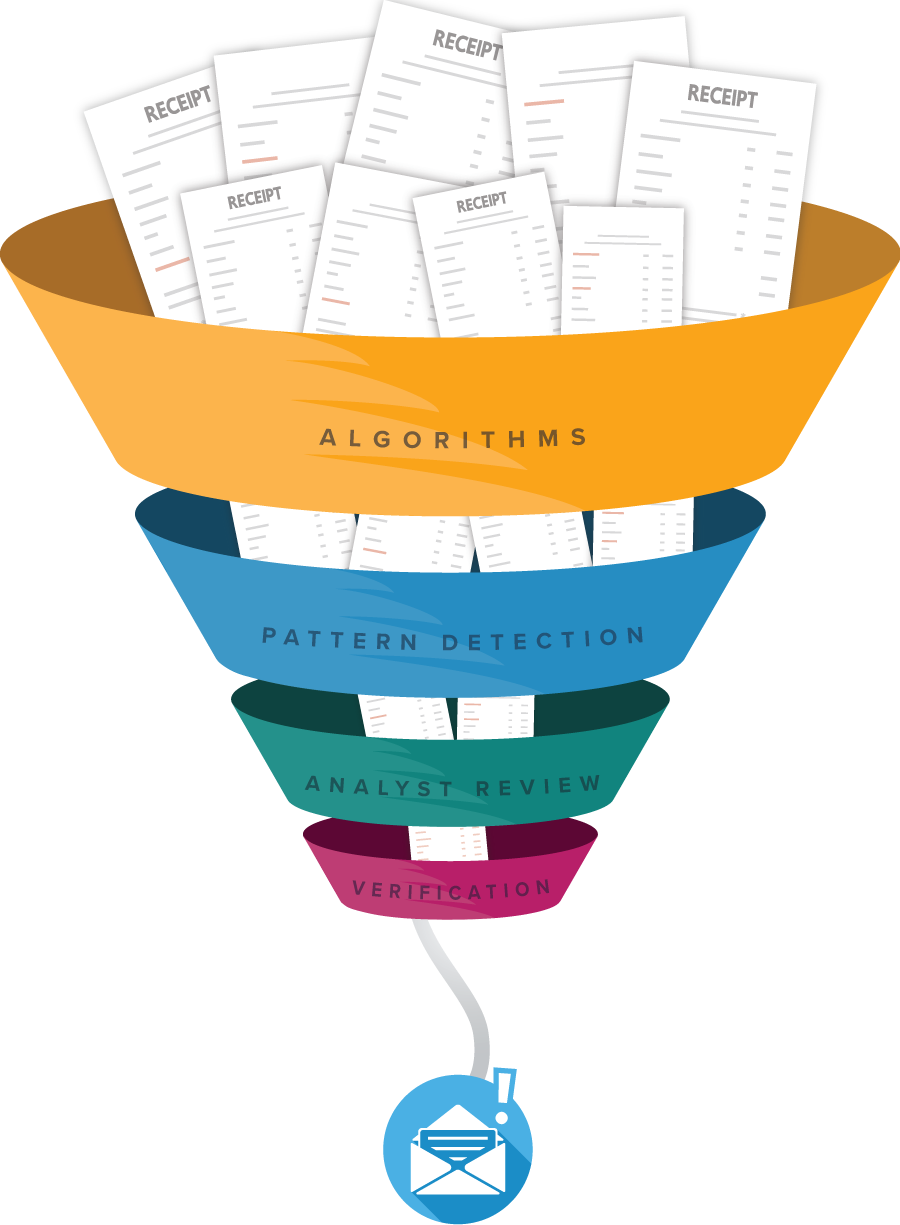 RECEIPT
RECEIPT
RECEIPT
RECEIPT
RECEIPT
ALGORITHMS
PATTERN DETECTION
ANALYST REVIEW
VERIFICATION
!